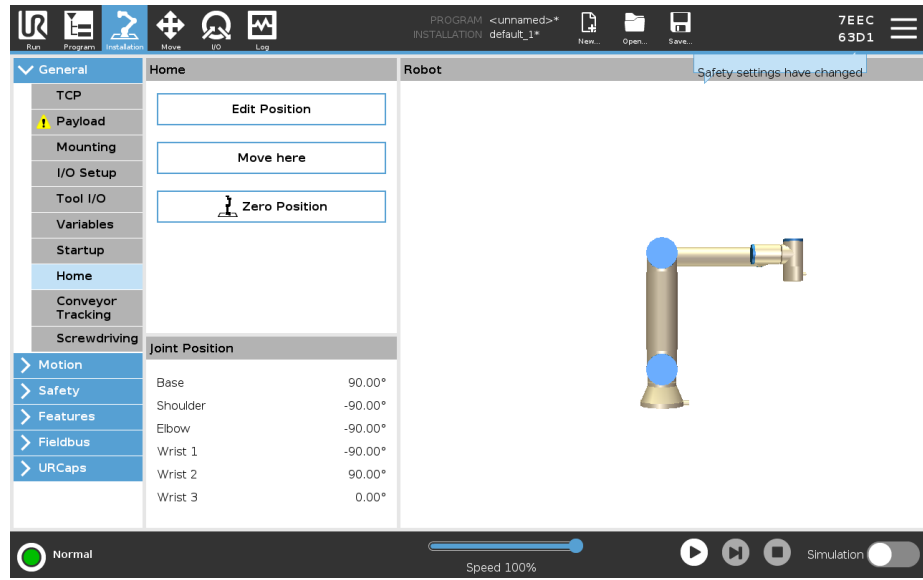 UR
PROGRAM <unnamed>*
INSTALLATION default_1*
7EEC
63D1
Run Program Installation Move I/O Log New... Open... Save...
General
Home
Robot
Safety settings have changed
TCP
Payload
Mounting
I/O Setup
Tool I/O
Variables
Startup
Home
Conveyor
Tracking
Screwdriving
Motion
Safety
Features
Fieldbus
URCaps
Edit Position
Move here
Zero Position
Joint Position
Base 90.00°
Shoulder -90.00°
Elbow -90.00°
Wrist 1 -90.00°
Wrist 2 90.00°
Wrist 3 0.00°
Normal
Speed 100%
Simulation